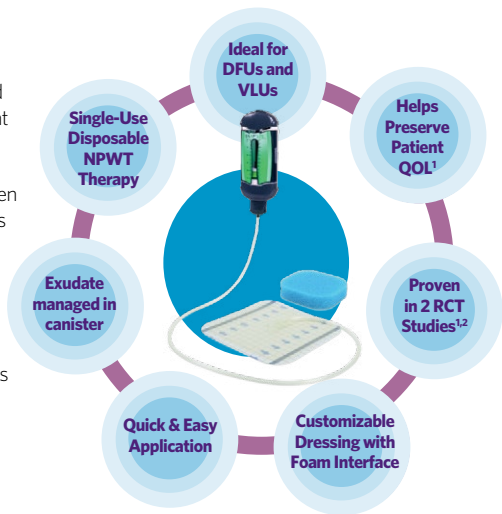 Ideal for
DFUs and
VLUs
Helps
Preserve
Patient
QOL¹
Proven
in 2 RCT
Studies¹,²
Customizable
Dressing with
Foam Interface
Quick & Easy
Application
Exudate
managed in
canister
Single-Use
Disposable
NPWT
Therapy